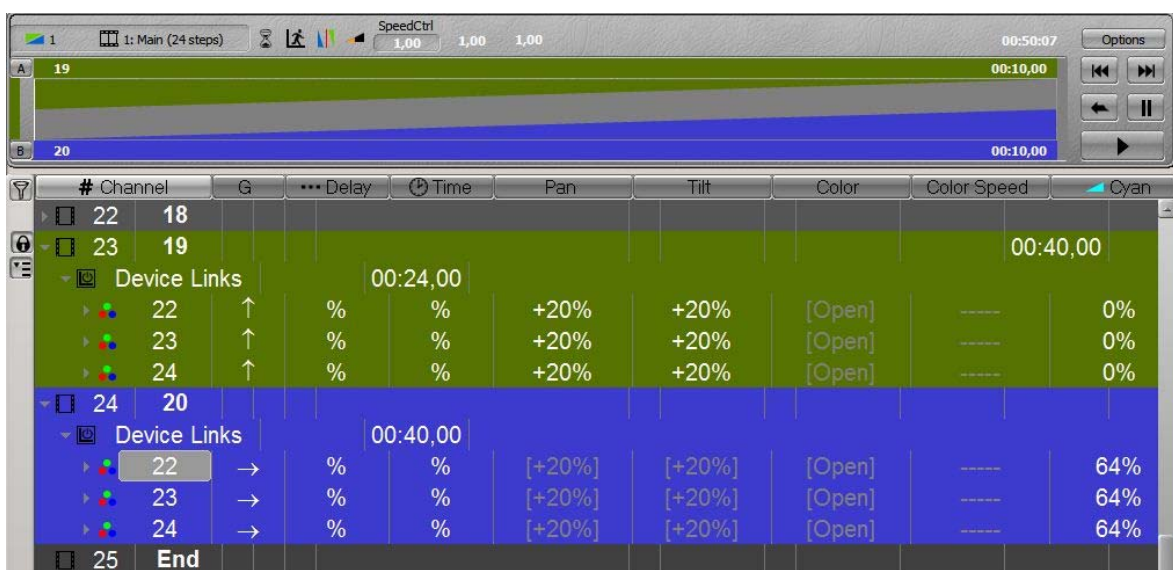 SpeedCtrl
1 1: Main (24 steps) 1,00 1,00 1,00 00:50:07 Options
A 19 00:10,00
B 20 00:10,00
# Channel G ••• Delay Time Pan Tilt Color Color Speed Cyan
22 18
23 19 00:40,00
Device Links 00:24,00
22 ↑ % % +20% +20% [Open] ----- 0%
23 ↑ % % +20% +20% [Open] ----- 0%
24 ↑ % % +20% +20% [Open] ----- 0%
24 20
Device Links 00:40,00
22 → % % [+20%] [+20%] [Open] ----- 64%
23 → % % [+20%] [+20%] [Open] ----- 64%
24 → % % [+20%] [+20%] [Open] ----- 64%
25 End